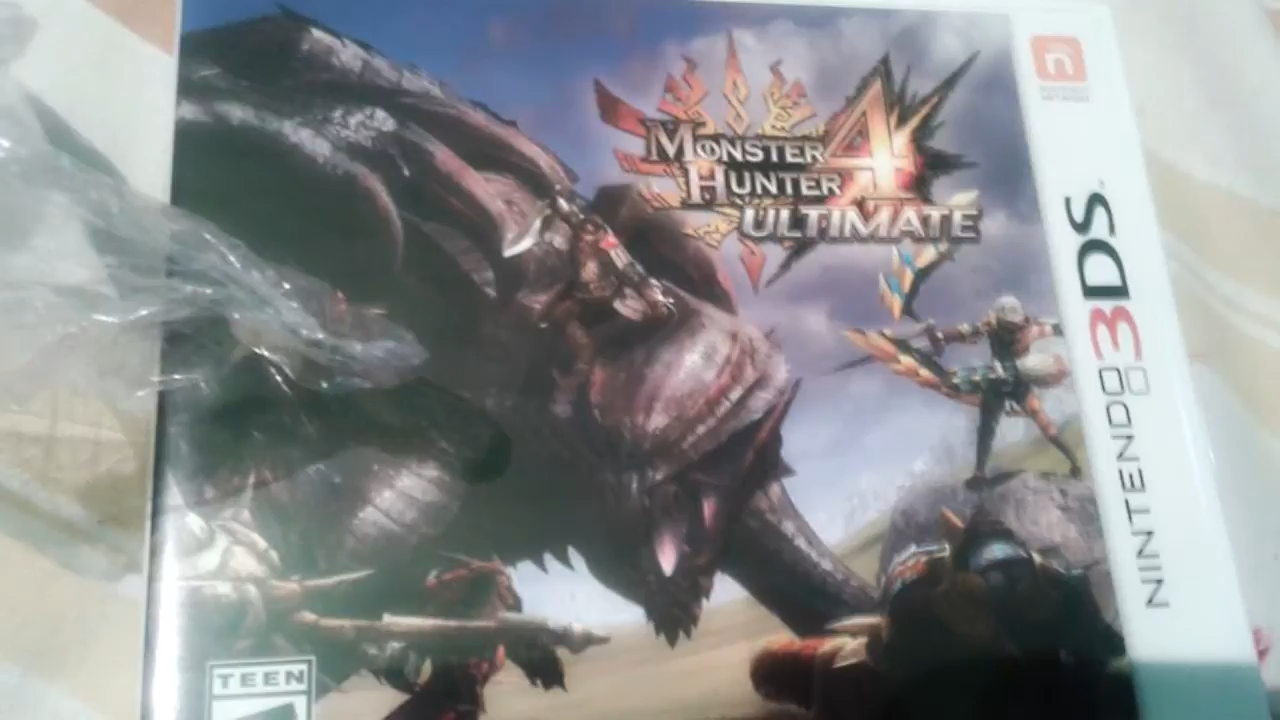 MONSTER
HUNTER 4
ULTIMATE
NINTENDO 3DS
TEEN